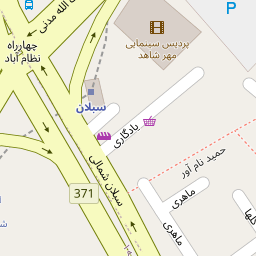 الله مدنی
P
چهارراه
نظام آباد
پردیس سینمایی
مهر شاهد
سبلان
یادگاری
حمید نام آور
371
سبلان شمالی
ماهری
ماهری
گلها